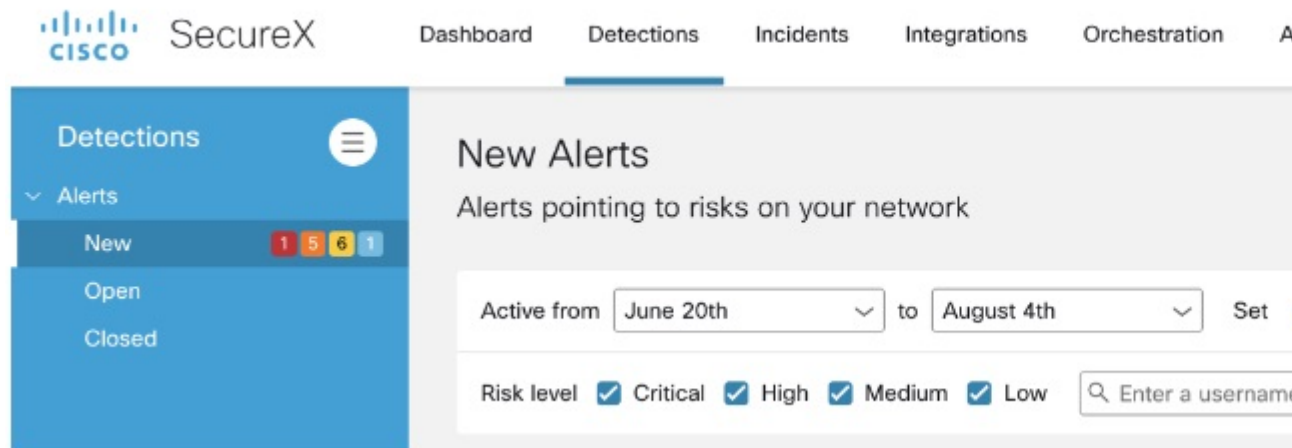 CISCO SecureX Dashboard Detections Incidents Integrations Orchestration
Detections
Alerts
New 1 5 6 1
Open
Closed
New Alerts
Alerts pointing to risks on your network
Active from June 20th to August 4th Set
Risk level Critical High Medium Low Enter a username